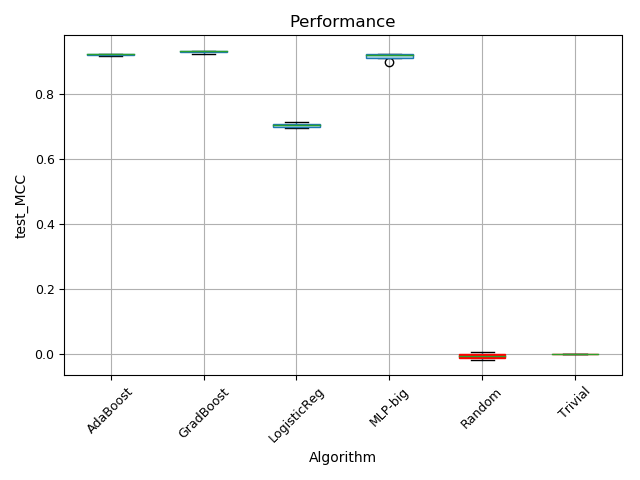 Performance
test_MCC
0.8
0.6
0.4
0.2
0.0
AdaBoost
GradBoost
LogisticReg
MLP-big
Random
Trivial
Algorithm